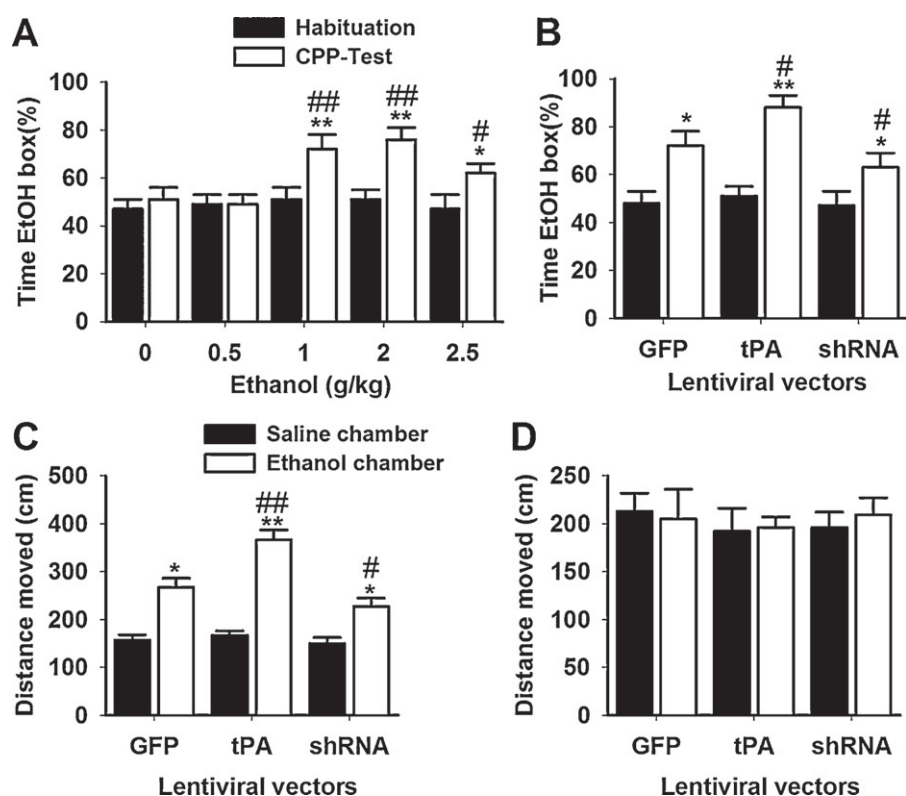 A
Habituation
CPP-Test
Time EtOH box(%)
100
80
60
40
20
0
##
**
##
**
#
*
0 0.5 1 2 2.5
Ethanol (g/kg)
B
Time EtOH box(%)
100
80
60
40
20
0
*
#
**
#
*
GFP tPA shRNA
Lentiviral vectors
C
Saline chamber
Ethanol chamber
Distance moved (cm)
500
400
300
200
100
0
*
##
**
#
*
GFP tPA shRNA
Lentiviral vectors
D
Distance moved (cm)
250
200
150
100
50
0
GFP tPA shRNA
Lentiviral vectors